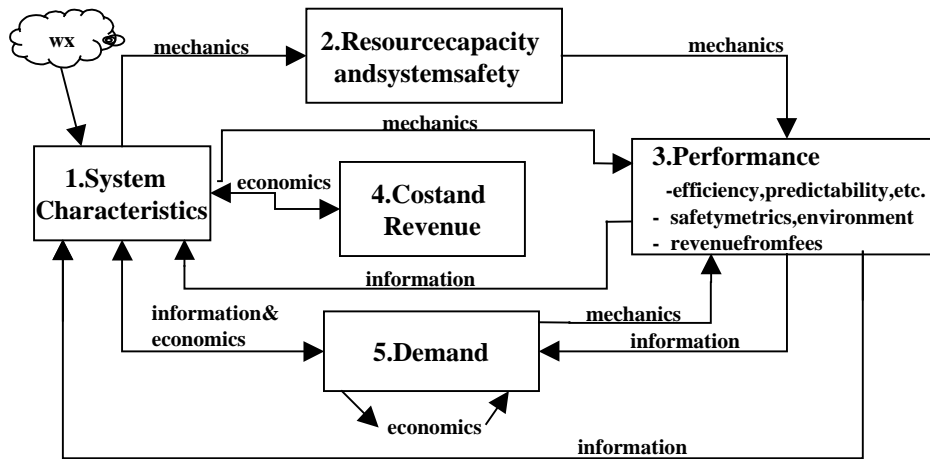 wx
mechanics
2.Resourcecapacity
andsystemsafety
mechanics
mechanics
1.System
Characteristics
economics
4.Costand
Revenue
3.Performance
-efficiency,predictability,etc.
- safetymetrics,environment
- revenuefromfees
information
information&
economics
mechanics
5.Demand
information
economics
information